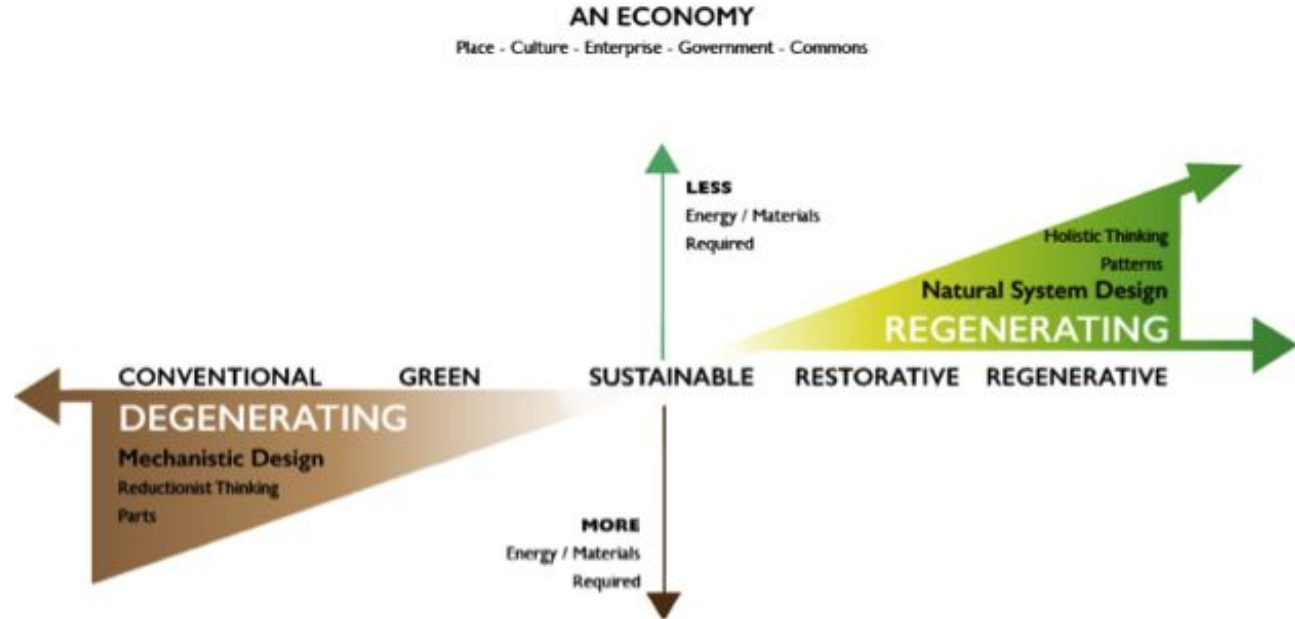 AN ECONOMY
Place - Culture - Enterprise - Government - Commons
LESS
Energy / Materials
Required
Holistic Thinking
Patterns
Natural System Design
REGENERATING
CONVENTIONAL GREEN SUSTAINABLE RESTORATIVE REGENERATIVE
DEGENERATING
Mechanistic Design
Reductionist Thinking
Parts
MORE
Energy / Materials
Required